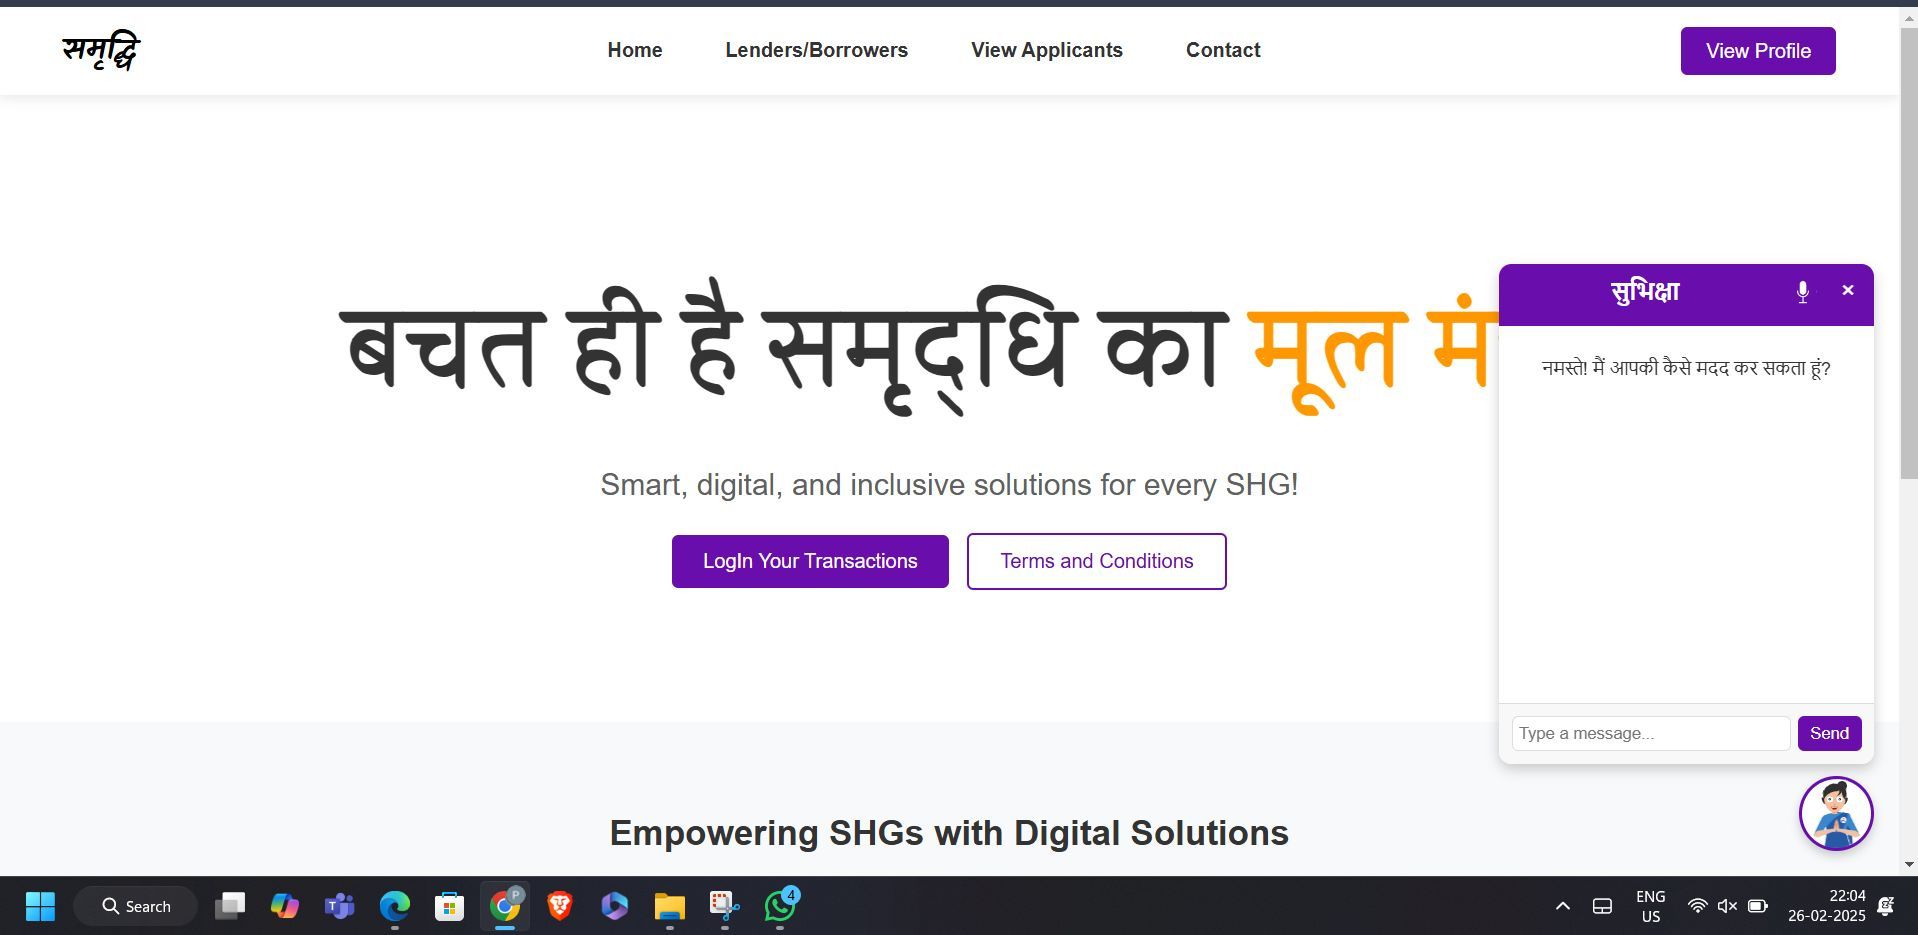 समृद्धि
Home Lenders/Borrowers View Applicants Contact
View Profile
बचत ही है समृद्‌धि का मूल मं
Smart, digital, and inclusive solutions for every SHG!
LogIn Your Transactions
Terms and Conditions
सुभिक्षा
×
नमस्ते! मैं आपकी कैसे मदद कर सकता हूं?
Type a message...
Send
Empowering SHGs with Digital Solutions
Search
P
4
ENG
US
22:04
26-02-2025